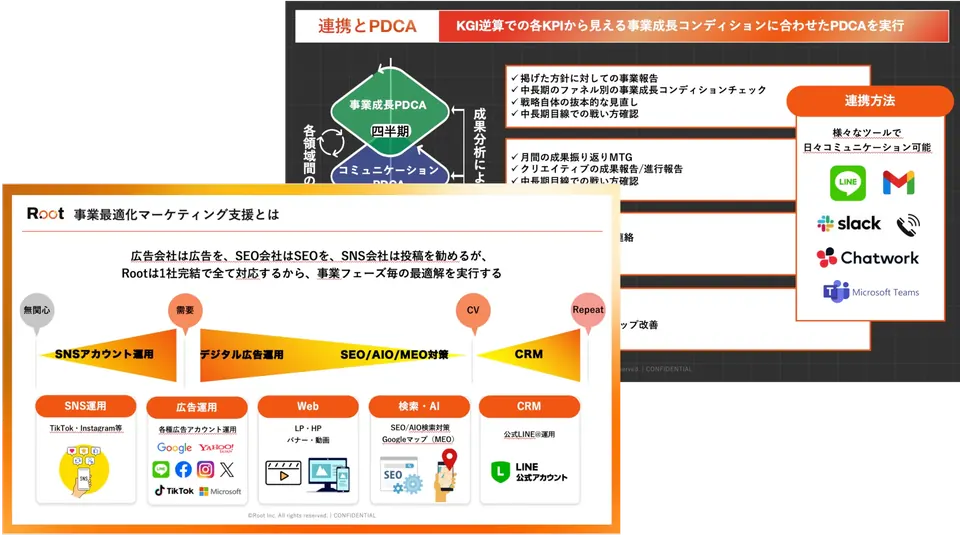 連携とPDCA
KGI逆算での各KPIから見える事業成長コンディションに合わせたPDCAを実行
事業成長PDCA
四半期
コミュニケーション
各領域間の
成果分析によ
✓掲げた方針に対しての事業報告
✓中長期のファネル別の事業成長コンディションチェック
✓戦略自体の抜本的な見直し
✓中長期目線での戦い方確認
✓月間の成果振り返りMTG
✓クリエイティブの成果報告/進行報告
✓中長期目線での戦い方確認
連絡
ップ改善
連携方法
様々なツールで
日々コミュニケーション可能
LINE
slack
Chatwork
Microsoft Teams
reserved. | CONFIDENTIAL
Root 事業最適化マーケティング支援とは
広告会社は広告を、SEO会社はSEOを、SNS会社は投稿を勧めるが、
Rootは1社完結で全て対応するから、事業フェーズ毎の最適解を実行する
無関心
需要
CV
Repeat
SNSアカウント運用
デジタル広告運用
SEO/AIO/MEO対策
CRM
SNS運用
TikTok・Instagram等
SNS
広告運用
各種広告アカウント運用
Google
YAHOO!
TikTok
Microsoft
Web
LP・HP
バナー・動画
検索・AI
SEO/AIO検索対策
Googleマップ（MEO）
SEO
CRM
公式LINE@運用
LINE
公式アカウント
©Root Inc. All rights reserved. | CONFIDENTIAL